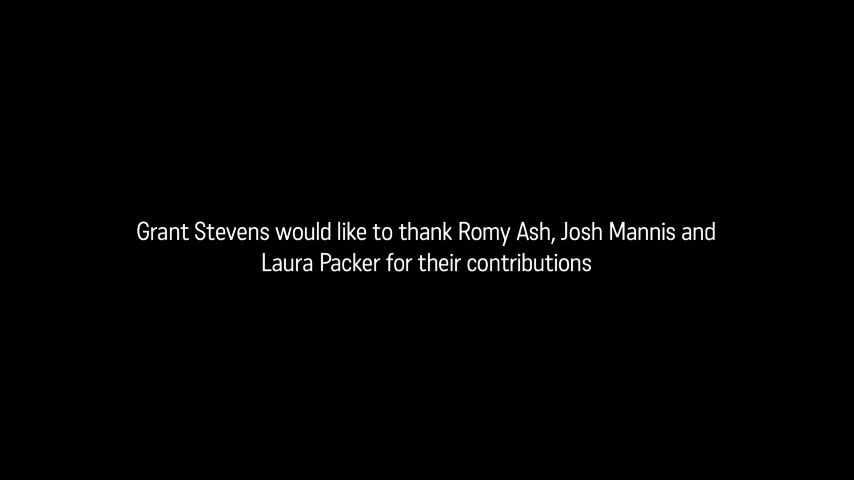 Grant Stevens would like to thank Romy Ash, Josh Mannis and
Laura Packer for their contributions